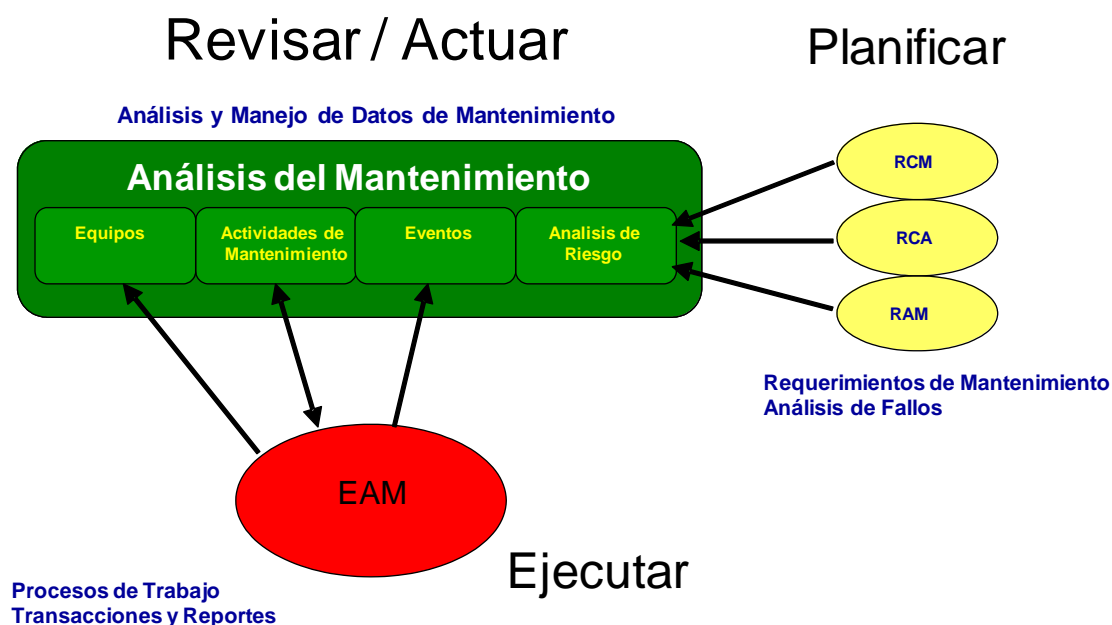 Revisar / Actuar
Planificar
Análisis y Manejo de Datos de Mantenimiento
Análisis del Mantenimiento
Equipos
Actividades de
Mantenimiento
Eventos
Analisis de
Riesgo
RCM
RCA
RAM
Requerimientos de Mantenimiento
Análisis de Fallos
EAM
Ejecutar
Procesos de Trabajo
Transacciones y Reportes